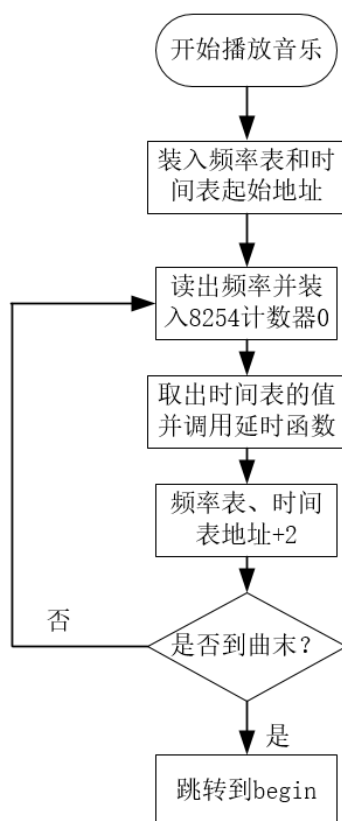 开始播放音乐
装入频率表和时
间表起始地址
读出频率并装
入8254计数器0
取出时间表的值
并调用延时函数
频率表、时间
表地址+2
否
是否到曲末？
是
跳转到begin